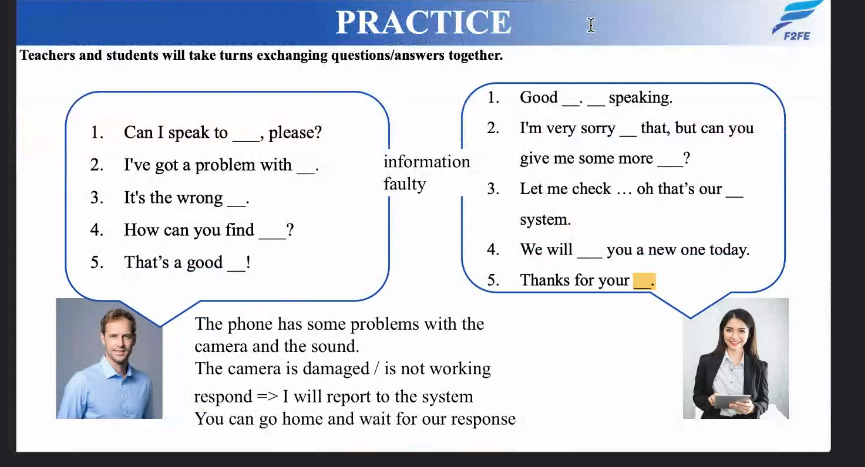 PRACTICE
F2FE
Teachers and students will take turns exchanging questions/answers together.
1. Can I speak to ___, please?
2. I've got a problem with __.
3. It's the wrong __.
4. How can you find ___?
5. That's a good __!
information
faulty
1. Good __. __ speaking.
2. I'm very sorry __ that, but can you
give me some more ___?
3. Let me check … oh that's our __
system.
4. We will ___ you a new one today.
5. Thanks for your __.
The phone has some problems with the
camera and the sound.
The camera is damaged / is not working
respond => I will report to the system
You can go home and wait for our response